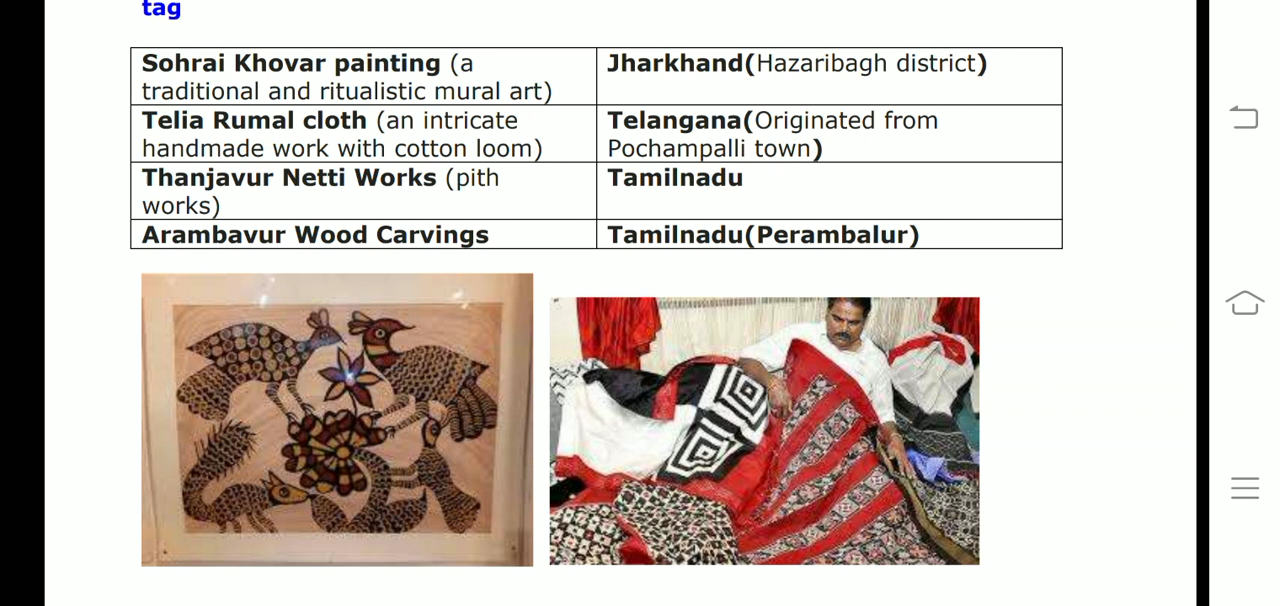 tag
Sohrai Khovar painting (a
traditional and ritualistic mural art)
Jharkhand(Hazaribagh district)
Telia Rumal cloth (an intricate
handmade work with cotton loom)
Telangana(Originated from
Pochampalli town)
Thanjavur Netti Works (pith
works)
Tamilnadu
Arambavur Wood Carvings
Tamilnadu(Perambalur)